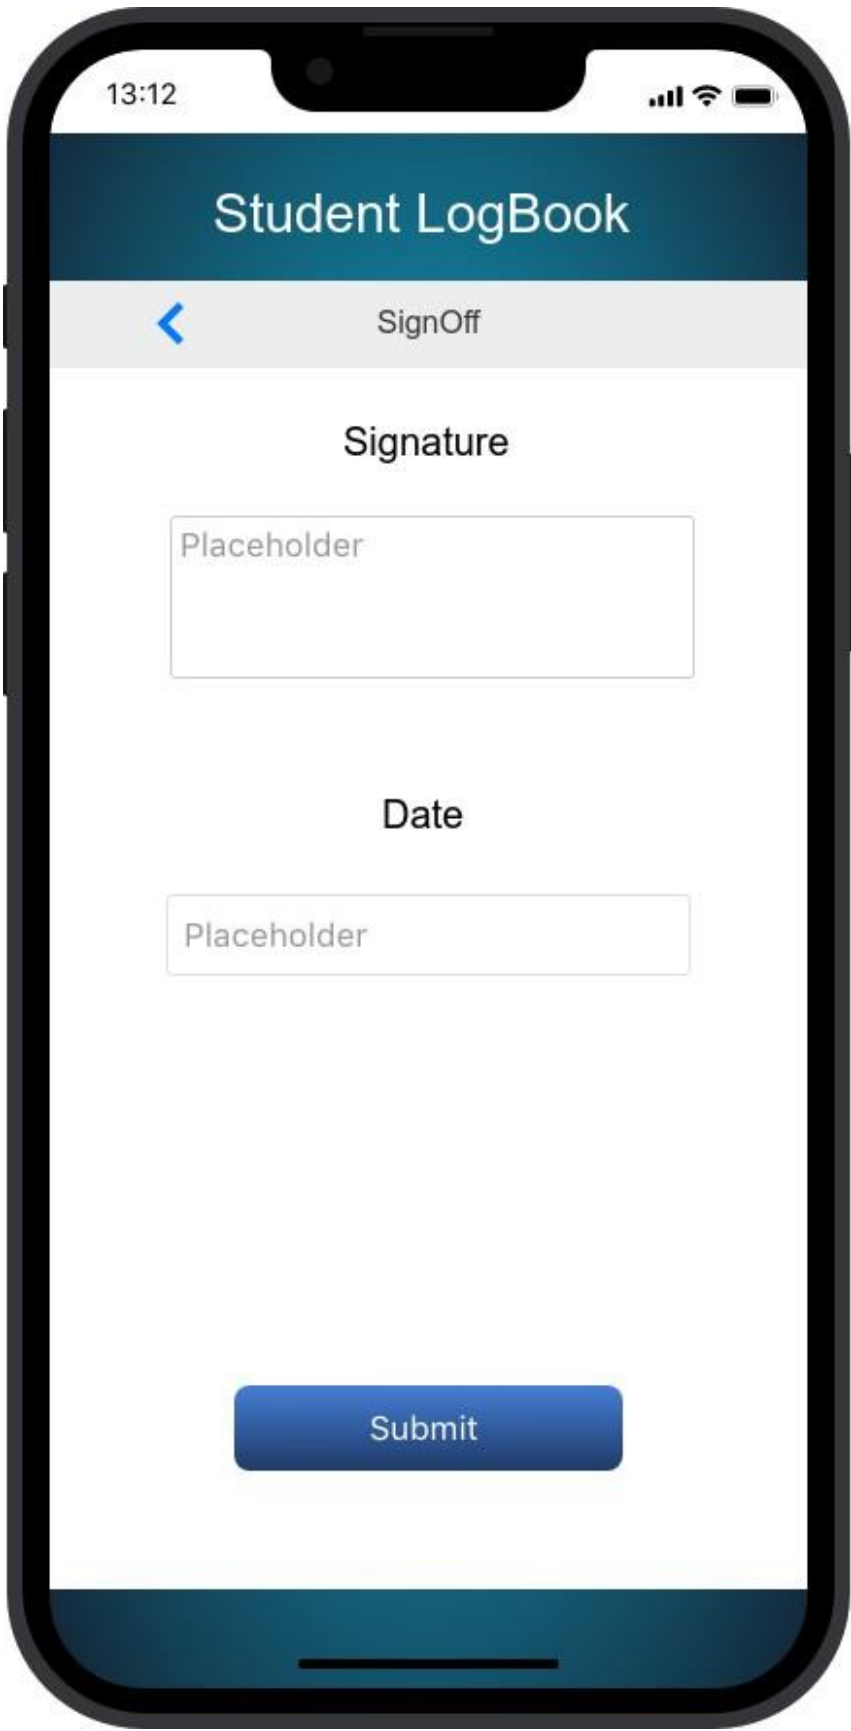 13:12
Student LogBook
SignOff
Signature
Placeholder
Date
Placeholder
Submit